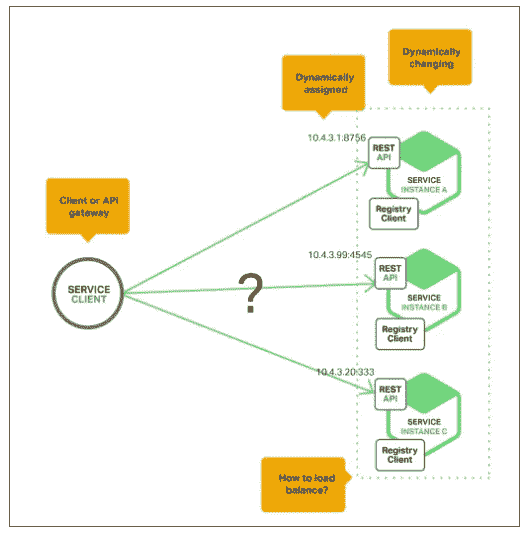 Dynamically
changing
Dynamically
assigned
10.4.3.1:8756
REST
API
SERVICE
INSTANCE A
Registry
Client
Client or API
gateway
10.4.3.99:4545
REST
API
SERVICE
INSTANCE B
Registry
Client
SERVICE
CLIENT
?
10.4.3.20:333
REST
API
SERVICE
INSTANCE C
Registry
Client
How to load
balance?